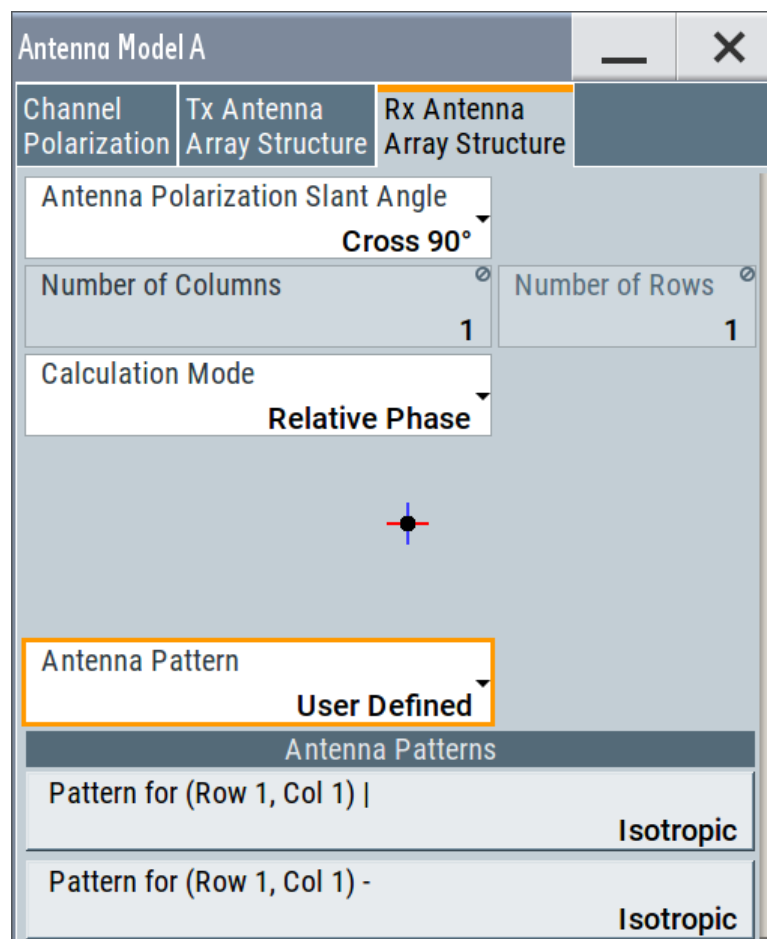 Antenna Model A
Channel Polarization
Tx Antenna Array Structure
Rx Antenna Array Structure
Antenna Polarization Slant Angle
Cross 90°
Number of Columns
1
Number of Rows
1
Calculation Mode
Relative Phase
Antenna Pattern
User Defined
Antenna Patterns
Pattern for (Row 1, Col 1) |
Isotropic
Pattern for (Row 1, Col 1) -
Isotropic